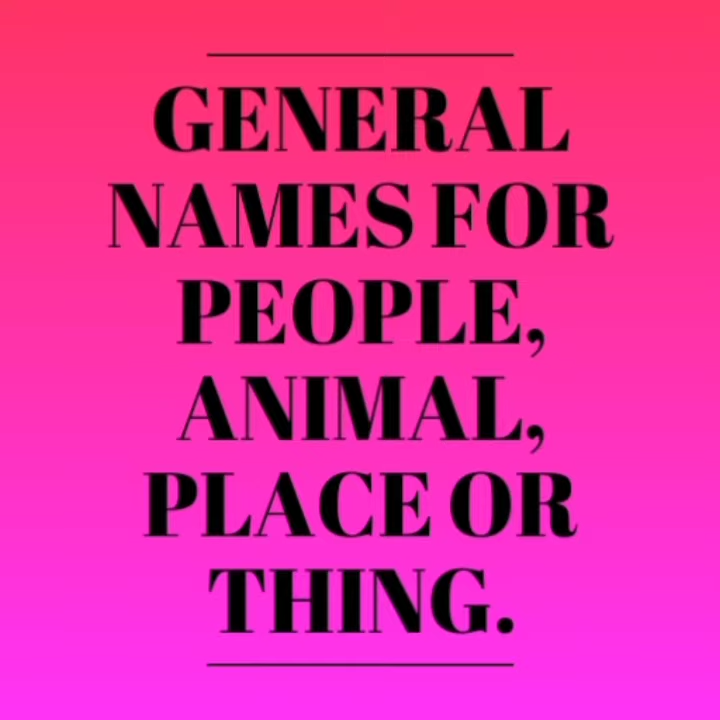 GENERAL
NAMES FOR
PEOPLE,
ANIMAL,
PLACE OR
THING.